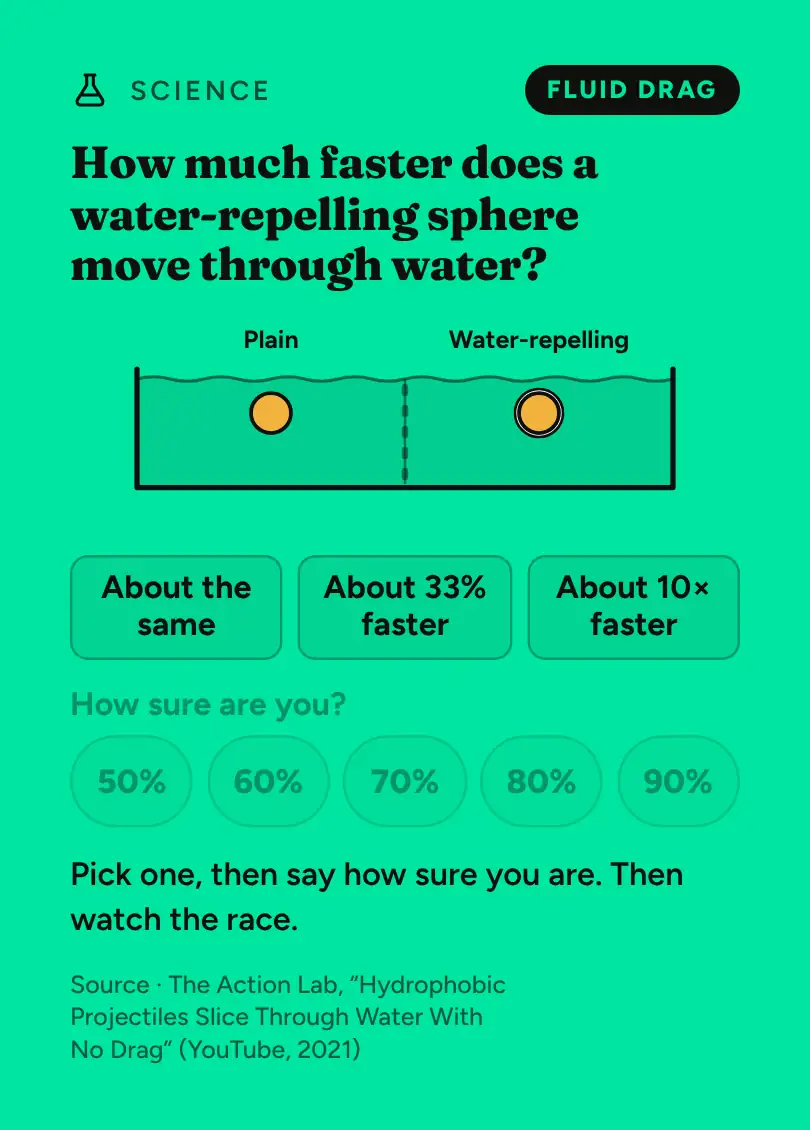 SCIENCE
FLUID DRAG
How much faster does a
water-repelling sphere
move through water?
Plain
Water-repelling
About the
same
About 33%
faster
About 10×
faster
How sure are you?
50%
60%
70%
80%
90%
Pick one, then say how sure you are. Then
watch the race.
Source · The Action Lab, “Hydrophobic
Projectiles Slice Through Water With
No Drag” (YouTube, 2021)